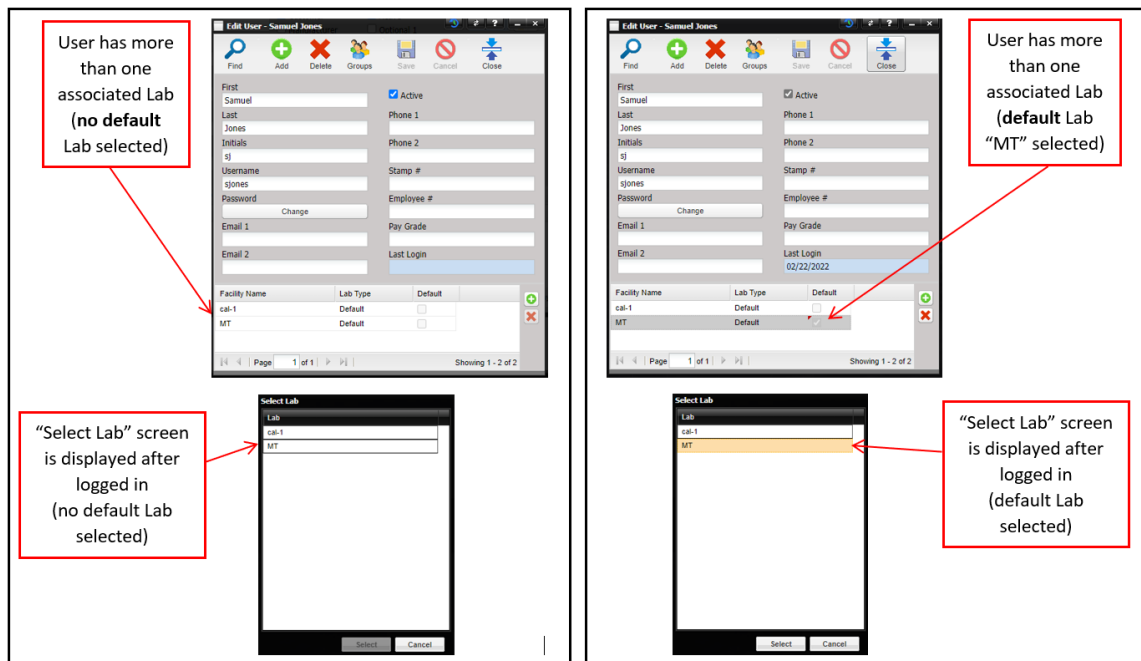 User has more
than one
associated Lab
(no default
Lab selected)
Edit User - Samuel Jones
Find Add Delete Groups Save Cancel Close
First
Samuel
Active
Last
Jones
Phone 1
Initials
sj
Phone 2
Username
sjones
Stamp #
Password
Change
Employee #
Email 1
Pay Grade
Email 2
Last Login
Facility Name Lab Type Default
cal-1 Default
MT Default
Page 1 of 1 Showing 1 - 2 of 2
"Select Lab" screen
is displayed after
logged in
(no default Lab
selected)
Select Lab
Lab
cal-1
MT
Select Cancel
Edit User - Samuel Jones
Find Add Delete Groups Save Cancel Close
First
Samuel
Active
Last
Jones
Phone 1
Initials
sj
Phone 2
Username
sjones
Stamp #
Password
Change
Employee #
Email 1
Pay Grade
Email 2
Last Login
02/22/2022
Facility Name Lab Type Default
cal-1 Default
MT Default
Page 1 of 1 Showing 1 - 2 of 2
User has more
than one
associated Lab
(default Lab
"MT" selected)
Select Lab
Lab
cal-1
MT
Select Cancel
"Select Lab" screen
is displayed after
logged in
(default Lab
selected)